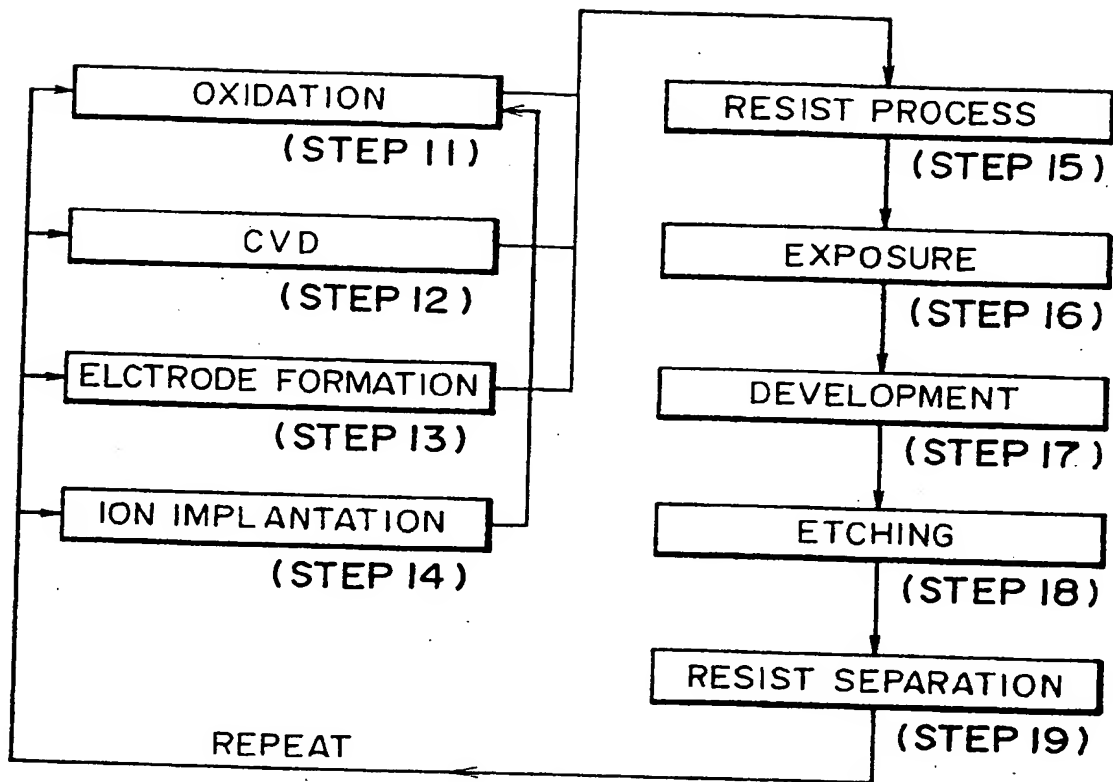 OXIDATION
(STEP 11)
CVD
(STEP 12)
ELCTRODE FORMATION
(STEP 13)
ION IMPLANTATION
(STEP 14)
RESIST PROCESS
(STEP 15)
EXPOSURE
(STEP 16)
DEVELOPMENT
(STEP 17)
ETCHING
(STEP 18)
RESIST SEPARATION
(STEP 19)
REPEAT